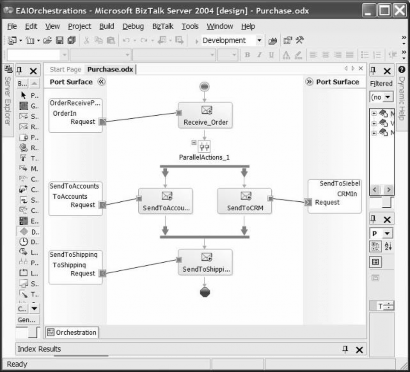 EAIOrchestrations - Microsoft BizTalk Server 2004 [design] - Purchase.odx
File Edit View Project Build Debug BizTalk Tools Window Help
Development
Start Page Purchase.odx
Server Explorer
Port Surface
Port Surface
Filtered
Dynamic Help
OrderReceiveP...
OrderIn
Request
Receive_Order
ParallelActions_1
SendToAccounts
ToAccounts
Request
SendToAccou...
SendToCRM
SendToSiebel
CRMIn
Request
SendToShipping
ToShipping
Request
SendToShippi...
Gen...
Orchestration
Index Results
Ready